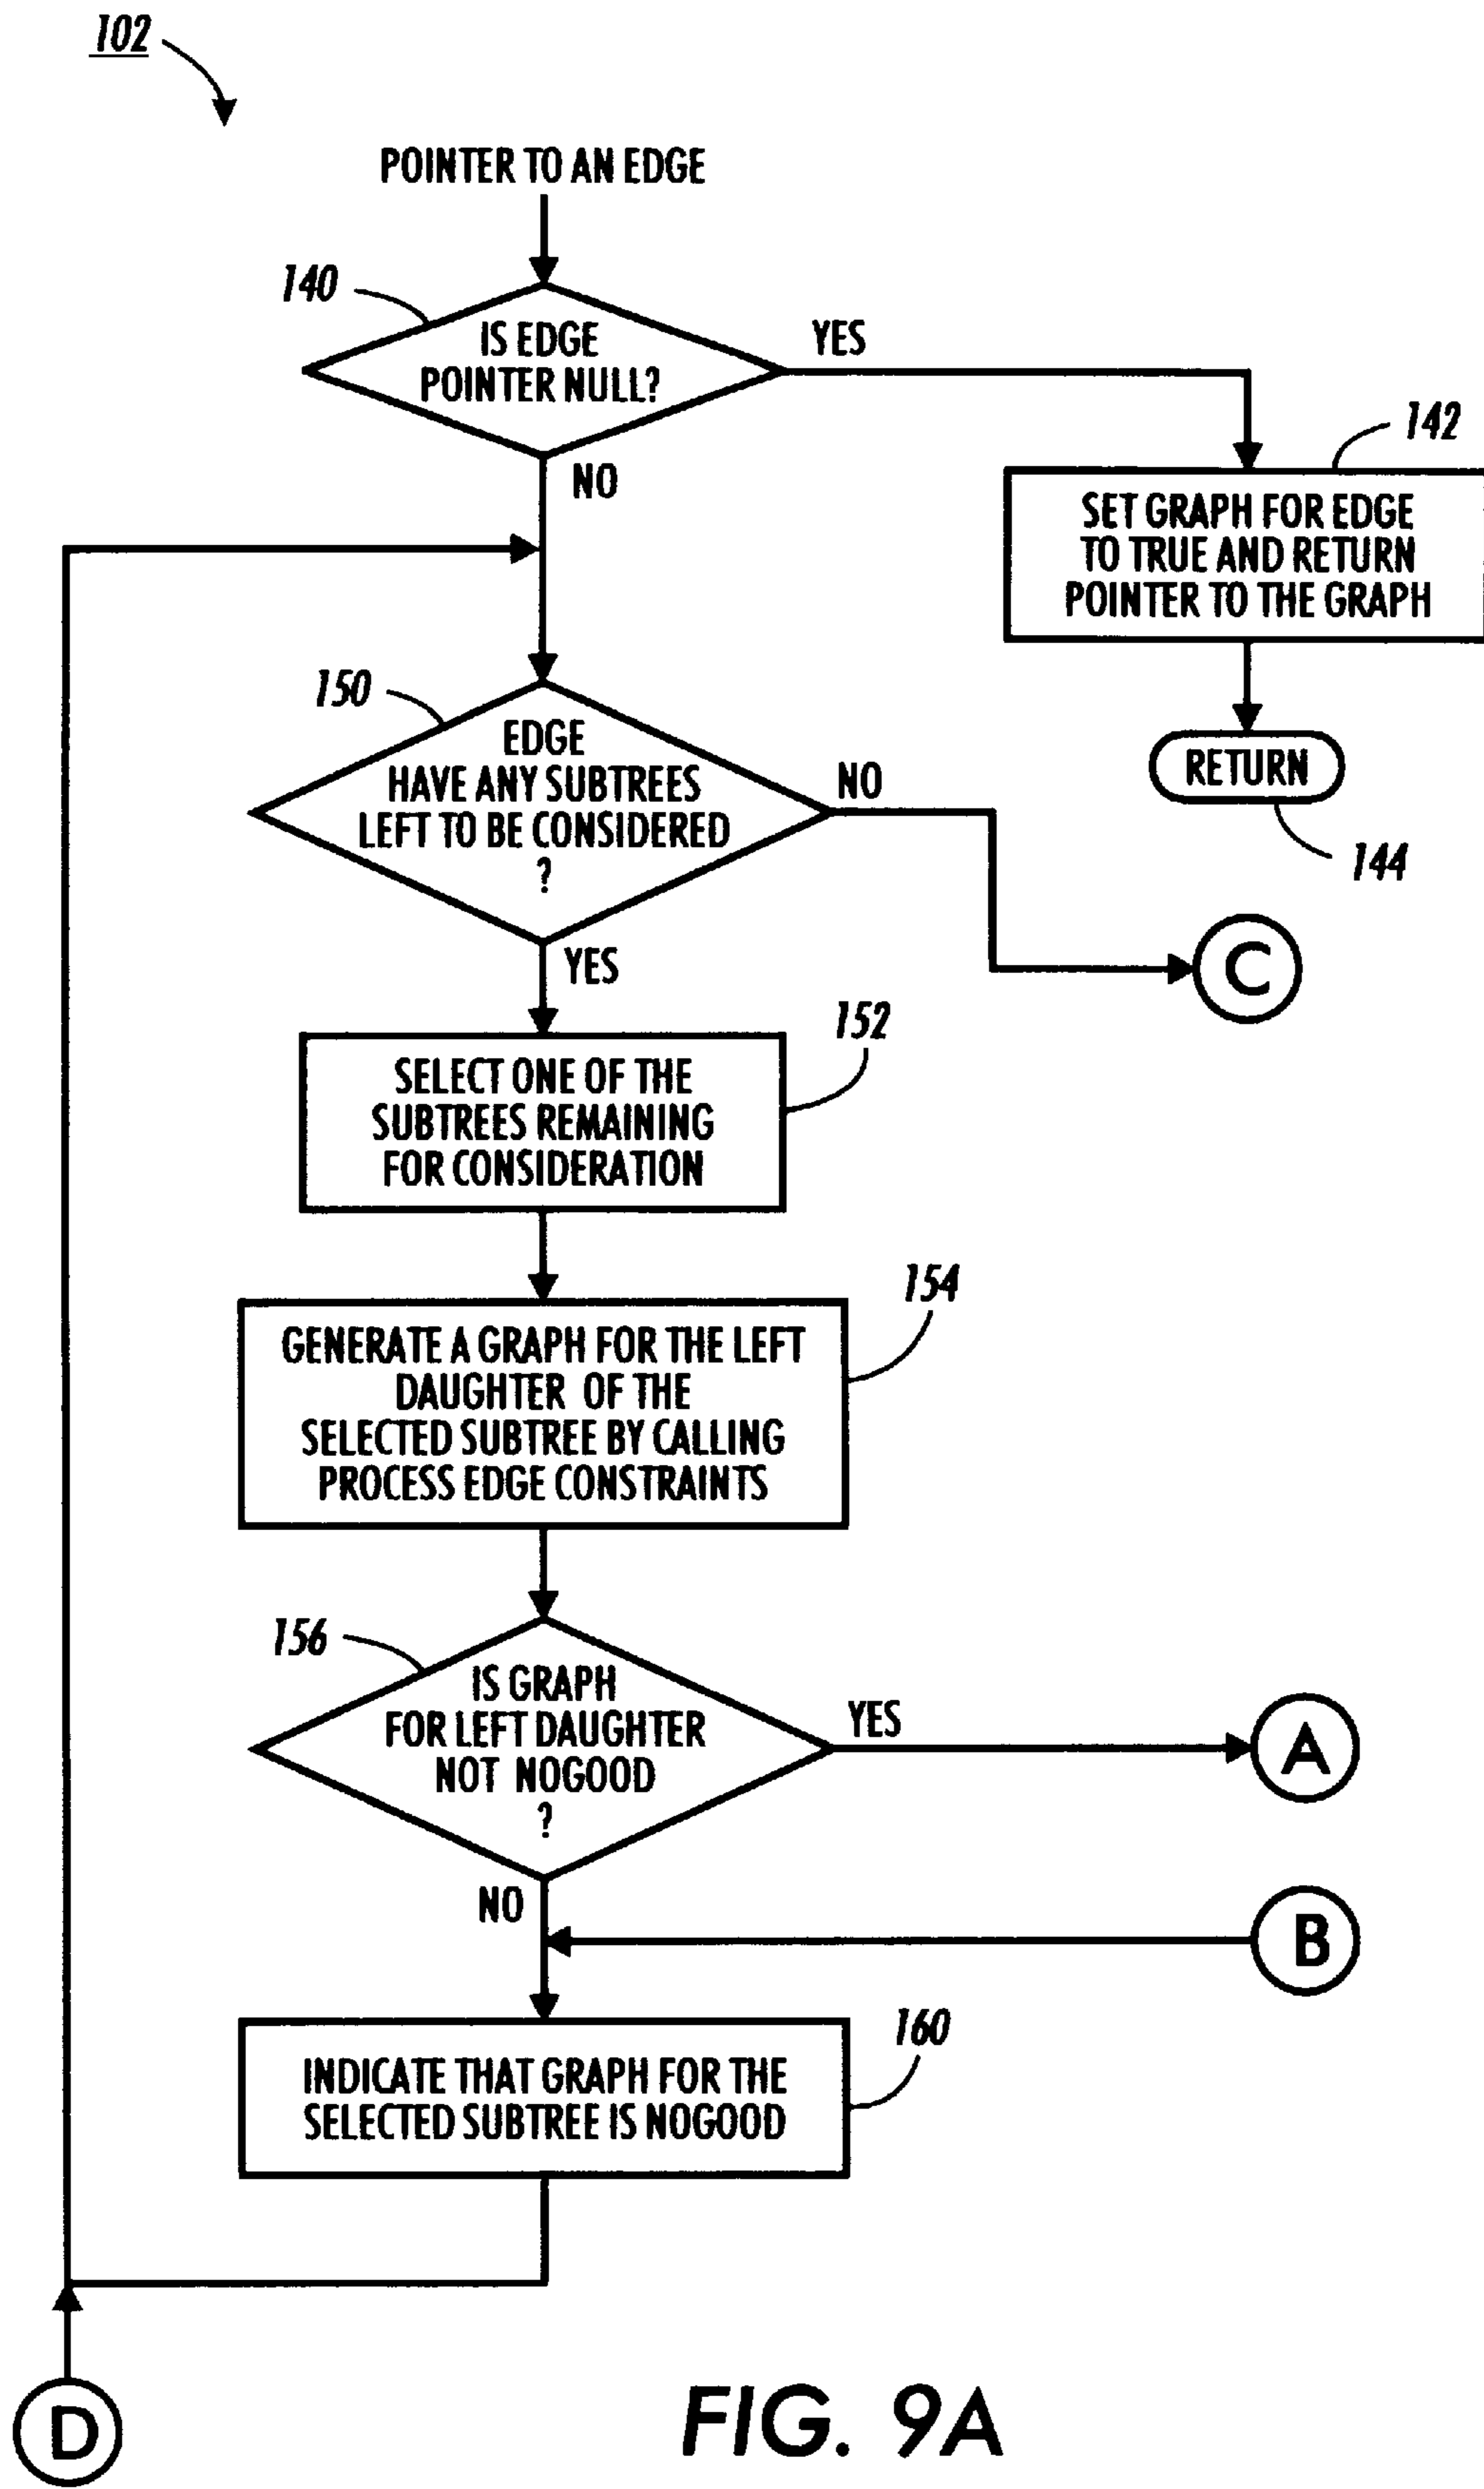 102
POINTER TO AN EDGE
140
IS EDGE
POINTER NULL?
YES
NO
142
SET GRAPH FOR EDGE
TO TRUE AND RETURN
POINTER TO THE GRAPH
RETURN
144
150
EDGE
HAVE ANY SUBTREES
LEFT TO BE CONSIDERED
?
NO
C
YES
152
SELECT ONE OF THE
SUBTREES REMAINING
FOR CONSIDERATION
154
GENERATE A GRAPH FOR THE LEFT
DAUGHTER OF THE
SELECTED SUBTREE BY CALLING
PROCESS EDGE CONSTRAINTS
156
IS GRAPH
FOR LEFT DAUGHTER
NOT NOGOOD
?
YES
A
NO
B
160
INDICATE THAT GRAPH FOR THE
SELECTED SUBTREE IS NOGOOD
D
FIG. 9A